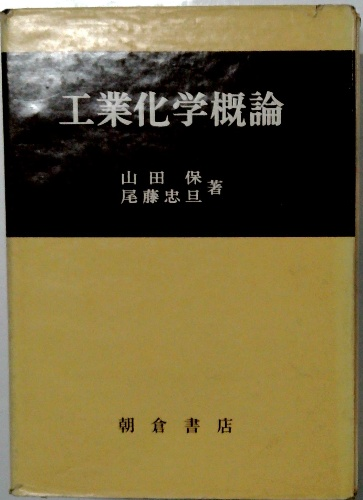 工業化学概論
山田 保
尾藤忠旦 著
朝倉書店